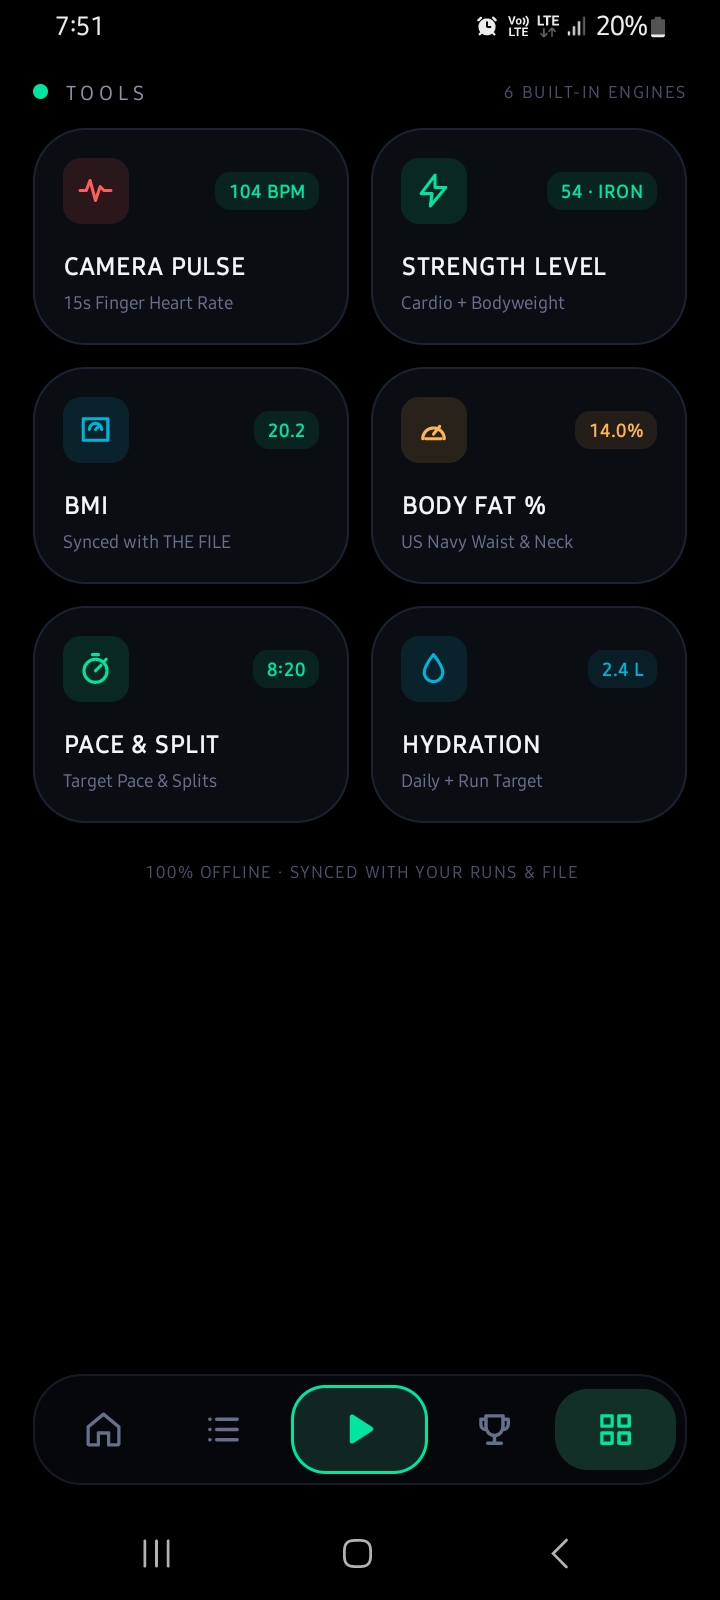 7:51
Vo)) LTE LTE 20%
TOOLS
6 BUILT-IN ENGINES
104 BPM
54 · IRON
CAMERA PULSE
STRENGTH LEVEL
15s Finger Heart Rate
Cardio + Bodyweight
20.2
14.0%
BMI
BODY FAT %
Synced with THE FILE
US Navy Waist & Neck
8:20
2.4 L
PACE & SPLIT
HYDRATION
Target Pace & Splits
Daily + Run Target
100% OFFLINE · SYNCED WITH YOUR RUNS & FILE